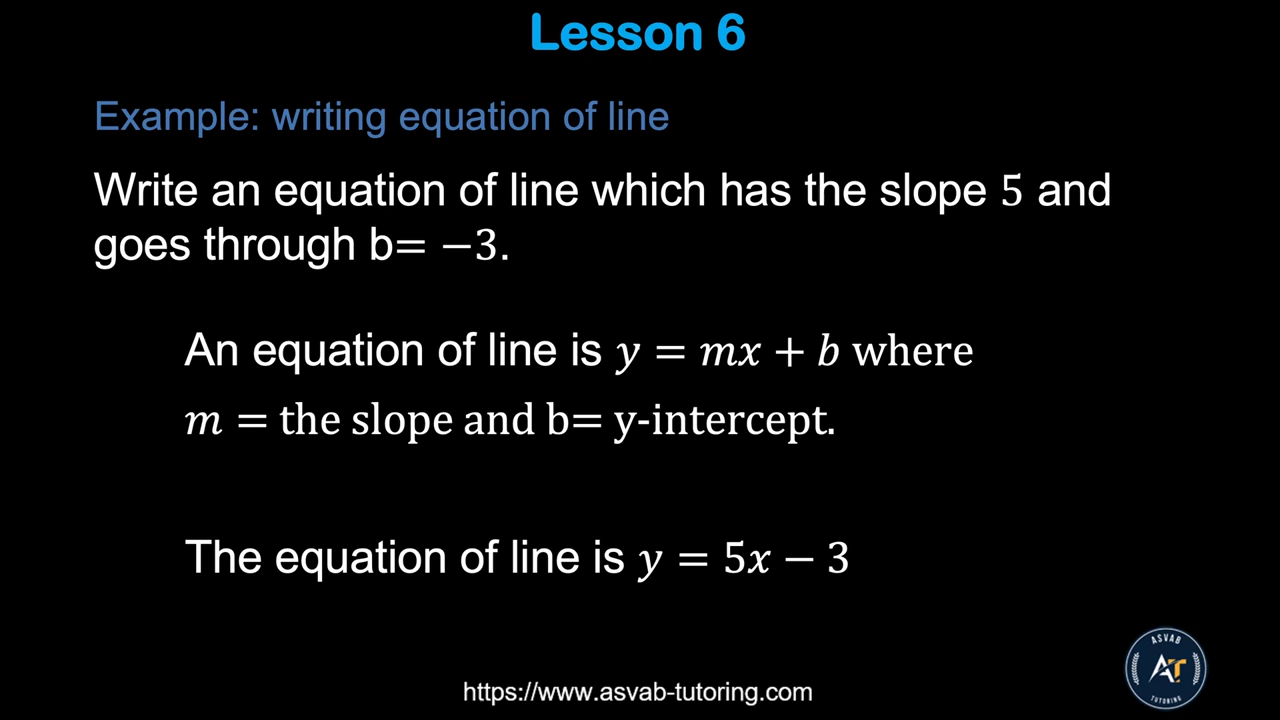 Lesson 6
Example: writing equation of line
Write an equation of line which has the slope 5 and
goes through b= −3.
An equation of line is y = mx + b where
m = the slope and b= y-intercept.
The equation of line is y = 5x − 3
ASVAB
AT
TUTORING
https://www.asvab-tutoring.com